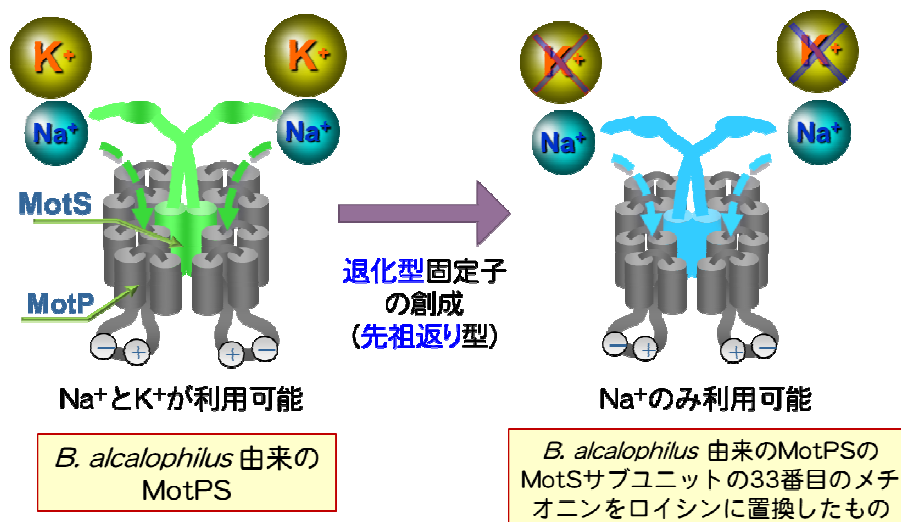 K+
K+
K+
K+
Na+
Na+
Na+
Na+
MotS
MotP
退化型固定子
の創成
(先祖返り型)
− +
+ −
− +
+ −
Na+とK+が利用可能
Na+のみ利用可能
B. alcalophilus 由来の
MotPS
B. alcalophilus 由来のMotPSの
MotSサブユニットの33番目のメチ
オニンをロイシンに置換したもの